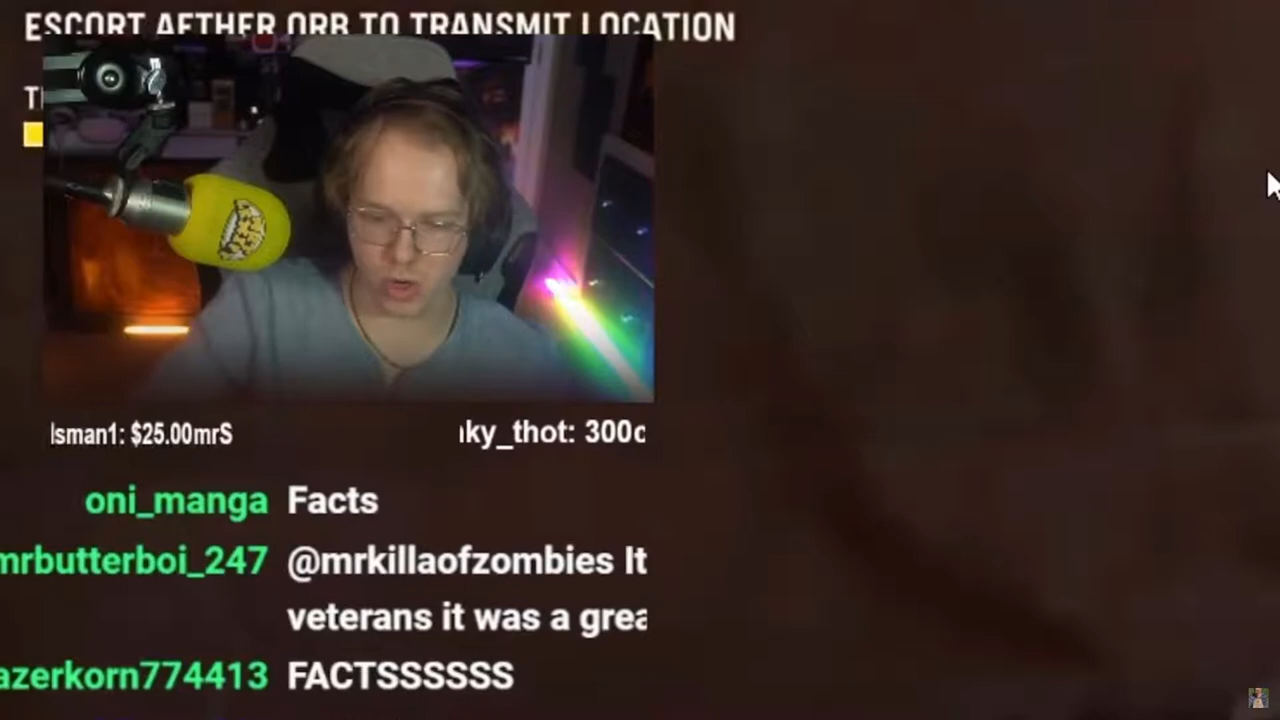 ESCORT AETHER ORB TO TRANSMIT LOCATION
lsman1: $25.00mrS
ky_thot: 300c
oni_manga Facts
mrbutterboi_247 @mrkillaofzombies It
veterans it was a grea
azerkorn774413 FACTSSSSSS